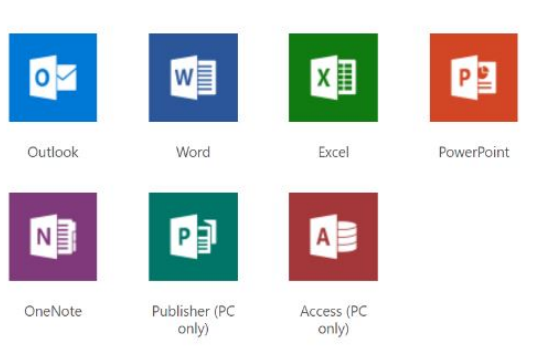 O
W
X
P
Outlook
Word
Excel
PowerPoint
N
P
A
OneNote
Publisher (PC
only)
Access (PC
only)